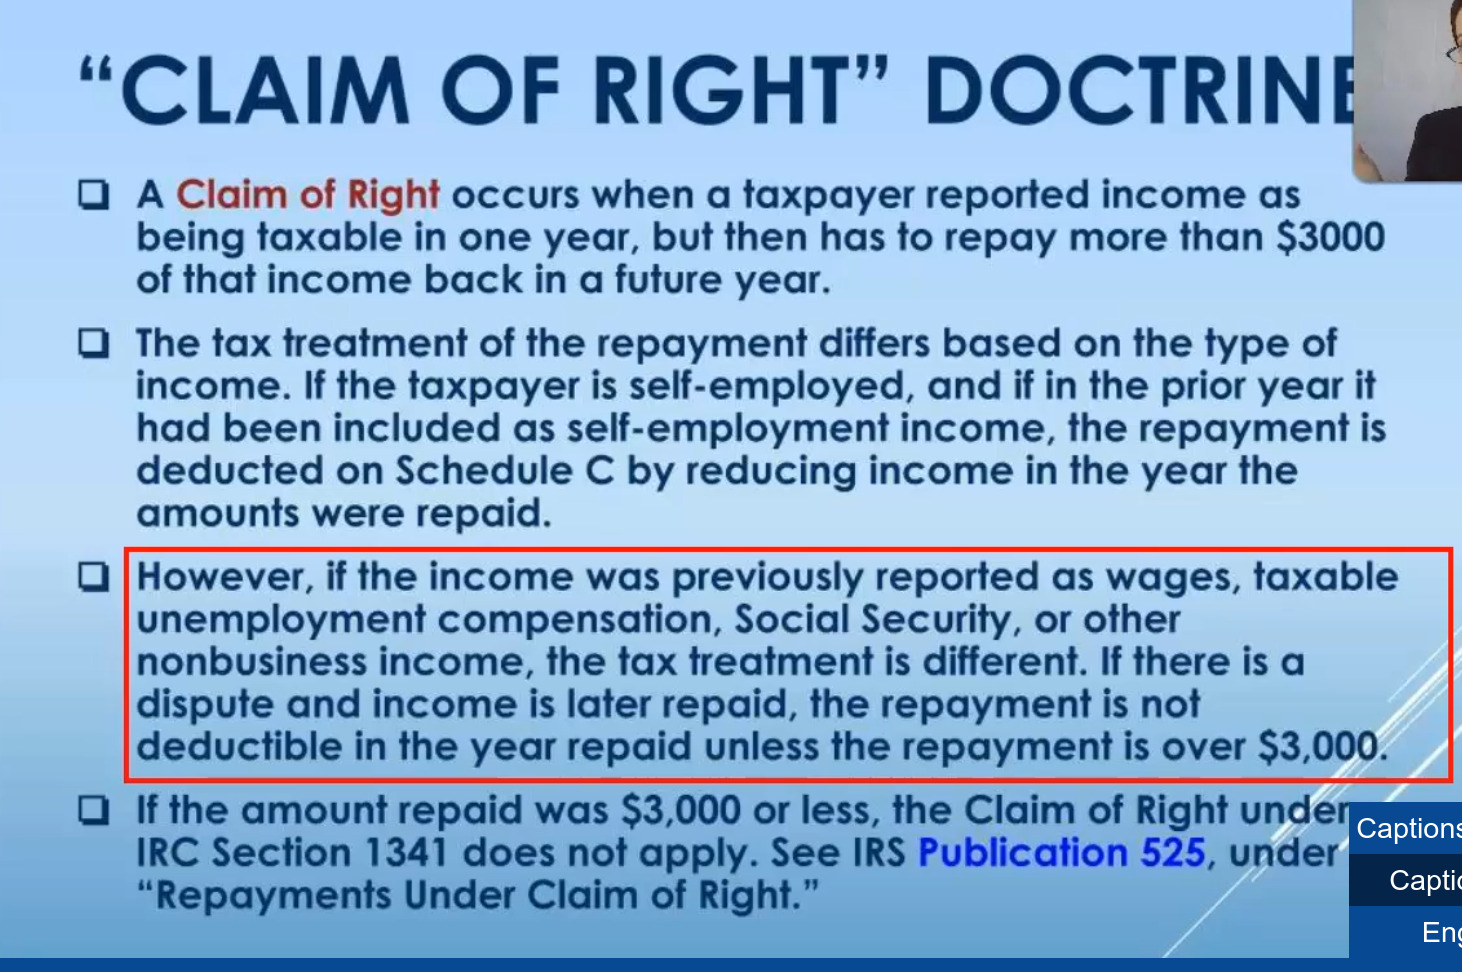 “CLAIM OF RIGHT” DOCTRINE
❑ A Claim of Right occurs when a taxpayer reported income as
being taxable in one year, but then has to repay more than $3000
of that income back in a future year.
❑ The tax treatment of the repayment differs based on the type of
income. If the taxpayer is self-employed, and if in the prior year it
had been included as self-employment income, the repayment is
deducted on Schedule C by reducing income in the year the
amounts were repaid.
❑ However, if the income was previously reported as wages, taxable
unemployment compensation, Social Security, or other
nonbusiness income, the tax treatment is different. If there is a
dispute and income is later repaid, the repayment is not
deductible in the year repaid unless the repayment is over $3,000.
❑ If the amount repaid was $3,000 or less, the Claim of Right under
IRC Section 1341 does not apply. See IRS Publication 525, under
“Repayments Under Claim of Right.”
Captions